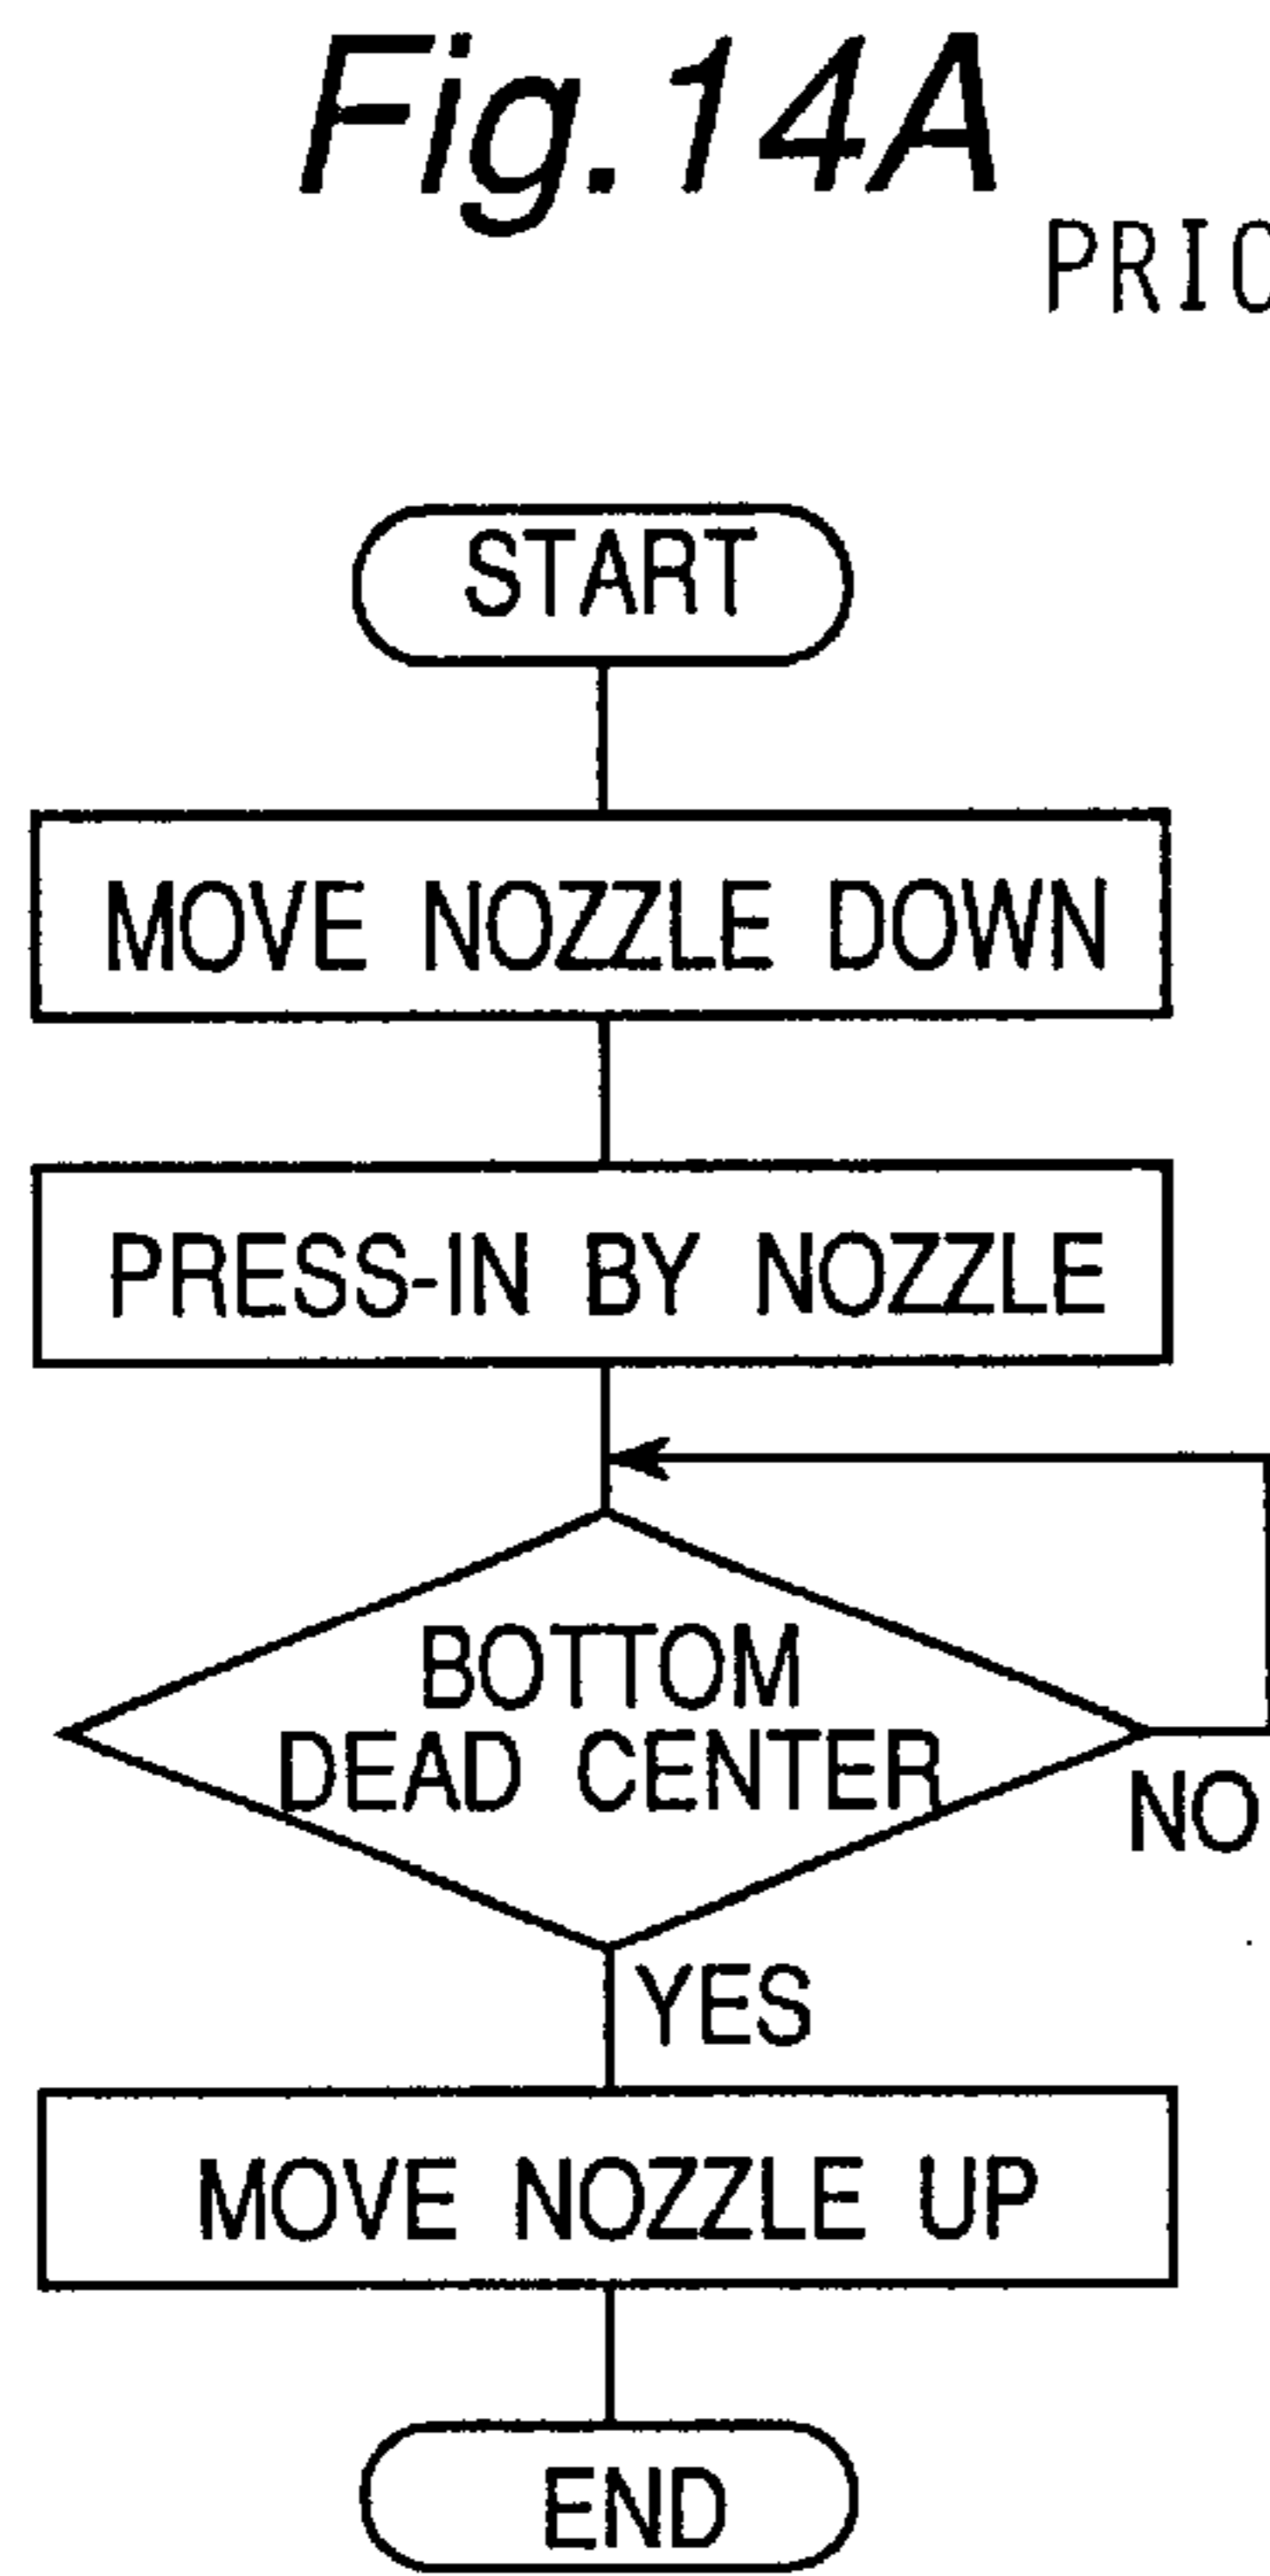 Fig.14A
PRIO
START
MOVE NOZZLE DOWN
PRESS-IN BY NOZZLE
BOTTOM
DEAD CENTER
NO
YES
MOVE NOZZLE UP
END